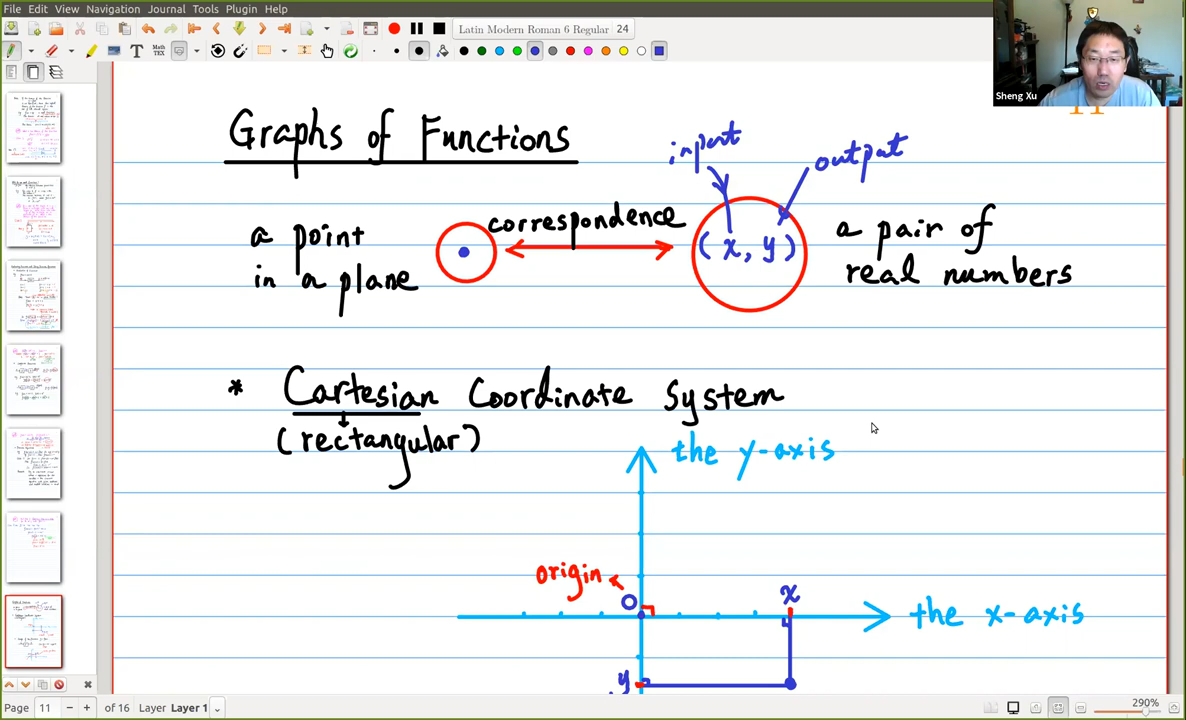 File Edit View Navigation Journal Tools Plugin Help
Latin Modern Roman 6 Regular 24
Math TEX
Sheng Xu
Graphs of Functions
input
output
a point in a plane
correspondence
(x, y)
a pair of real numbers
* Cartesian Coordinate System
(rectangular)
the y-axis
origin
O
x
the x-axis
y
Page 11 of 16 Layer Layer 1
290%